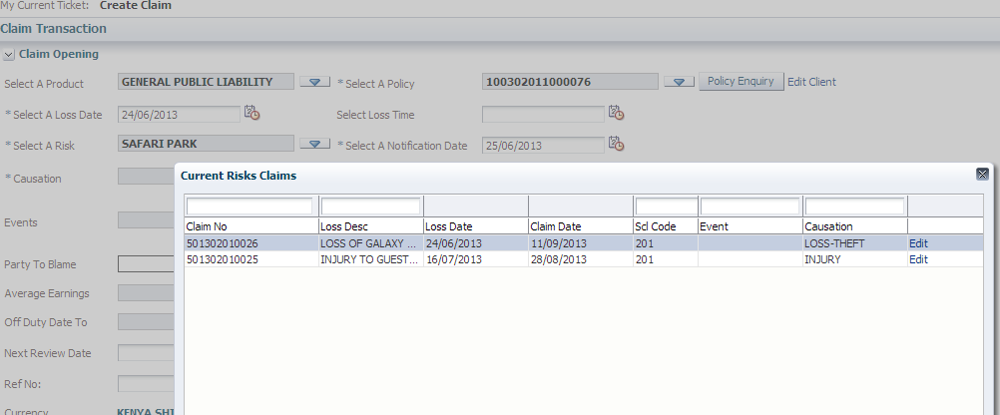 My Current Ticket: Create Claim
Claim Transaction
Claim Opening
Select A Product GENERAL PUBLIC LIABILITY * Select A Policy 100302011000076 Policy Enquiry Edit Client
* Select A Loss Date 24/06/2013 Select Loss Time
* Select A Risk SAFARI PARK * Select A Notification Date 25/06/2013
Current Risks Claims
* Causation
Events
Claim No Loss Desc Loss Date Claim Date Scl Code Event Causation
501302010026 LOSS OF GALAXY ... 24/06/2013 11/09/2013 201 LOSS-THEFT Edit
501302010025 INJURY TO GUEST... 16/07/2013 28/08/2013 201 INJURY Edit
Party To Blame
Average Earnings
Off Duty Date To
Next Review Date
Ref No:
Currency KENYA SHI